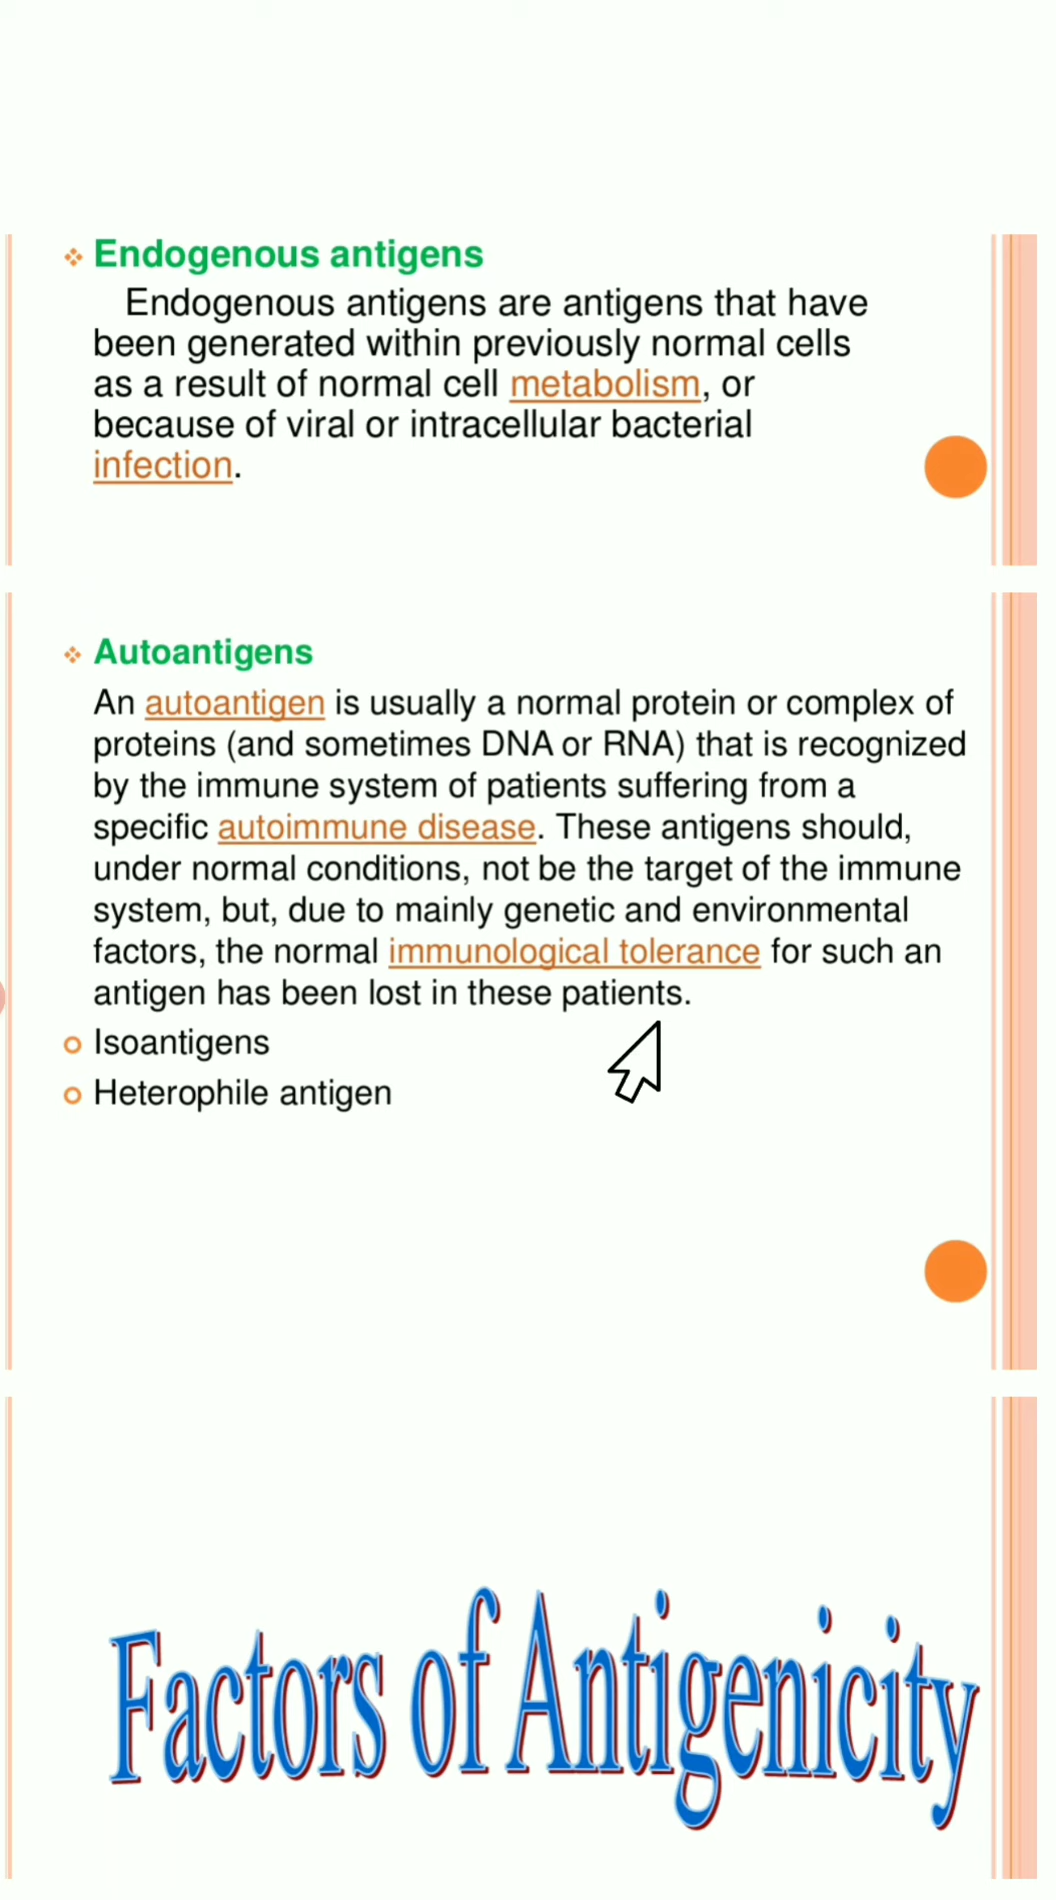 Endogenous antigens
Endogenous antigens are antigens that have
been generated within previously normal cells
as a result of normal cell metabolism, or
because of viral or intracellular bacterial
infection.
Autoantigens
An autoantigen is usually a normal protein or complex of
proteins (and sometimes DNA or RNA) that is recognized
by the immune system of patients suffering from a
specific autoimmune disease. These antigens should,
under normal conditions, not be the target of the immune
system, but, due to mainly genetic and environmental
factors, the normal immunological tolerance for such an
antigen has been lost in these patients.
Isoantigens
Heterophile antigen
Factors of Antigenicity